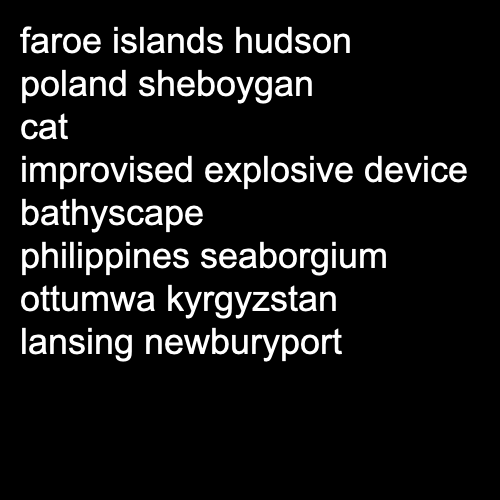 faroe islands hudson
poland sheboygan
cat
improvised explosive device
bathyscape
philippines seaborgium
ottumwa kyrgyzstan
lansing newburyport